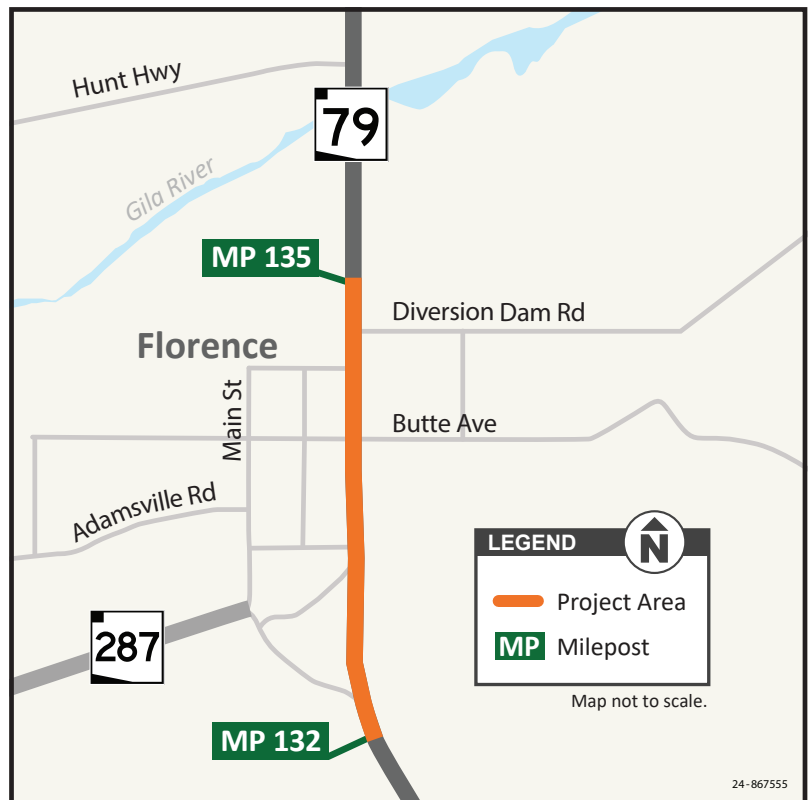 Hunt Hwy
79
Gila River
MP 135
Diversion Dam Rd
Florence
Main St
Butte Ave
Adamsville Rd
LEGEND
N
Project Area
MP Milepost
287
Map not to scale.
MP 132
24-867555